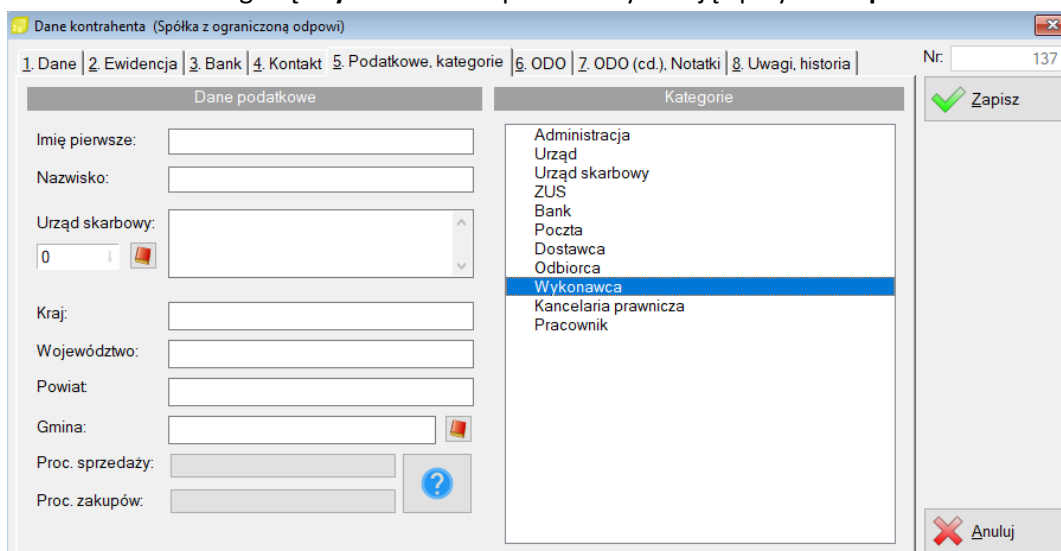 Dane kontrahenta (Spółka z ograniczoną odpowi)
1. Dane 2. Ewidencja 3. Bank 4. Kontakt 5. Podatkowe, kategorie 6. ODO 7. ODO (cd.), Notatki 8. Uwagi, historia
Nr: 137
Dane podatkowe
Imię pierwsze:
Nazwisko:
Urząd skarbowy:
0
Kraj:
Województwo:
Powiat:
Gmina:
Proc. sprzedaży:
?
Proc. zakupów:
Kategorie
Administracja
Urząd
Urząd skarbowy
ZUS
Bank
Poczta
Dostawca
Odbiorca
Wykonawca
Kancelaria prawnicza
Pracownik
Zapisz
Anuluj